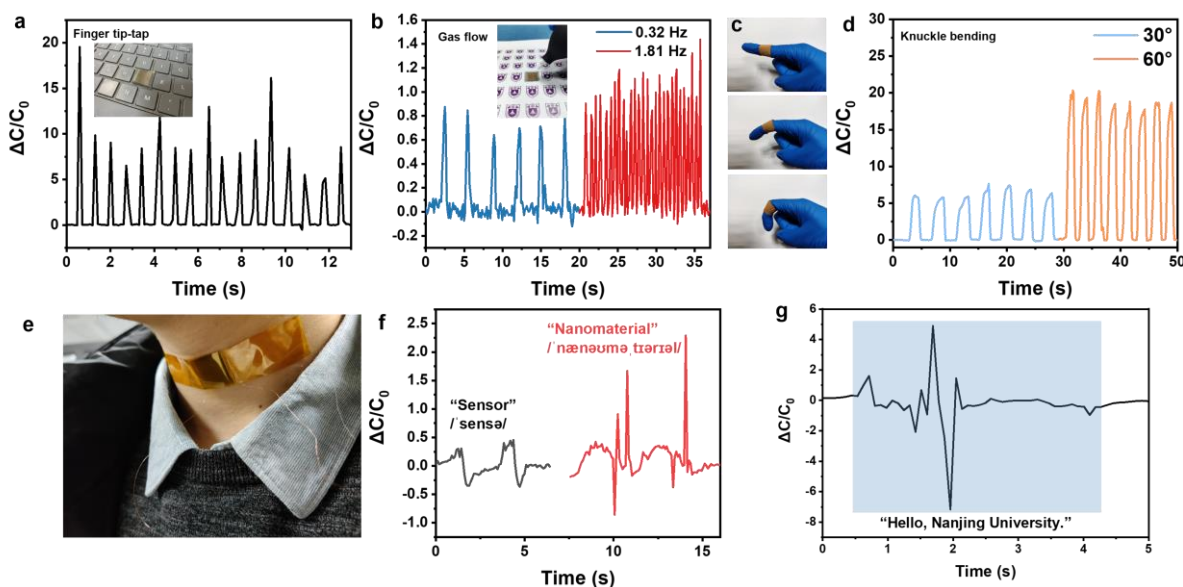 a
Finger tip-tap
ΔC/C₀
20
15
10
5
0
0 2 4 6 8 10 12
Time (s)
b
Gas flow
0.32 Hz
1.81 Hz
ΔC/C₀
1.6
1.4
1.2
1.0
0.8
0.6
0.4
0.2
0.0
-0.2
0 5 10 15 20 25 30 35
Time (s)
c
d
Knuckle bending
30°
60°
ΔC/C₀
30
25
20
15
10
5
0
0 10 20 30 40 50
Time (s)
e
f
"Nanomaterial"
/ˈnænəʊməˌtɪərɪəl/
"Sensor"
/ˈsensə/
ΔC/C₀
2.5
2.0
1.5
1.0
0.5
0.0
-0.5
-1.0
0 5 10 15
Time (s)
g
ΔC/C₀
6
4
2
0
-2
-4
-6
-8
"Hello, Nanjing University."
0 1 2 3 4 5
Time (s)